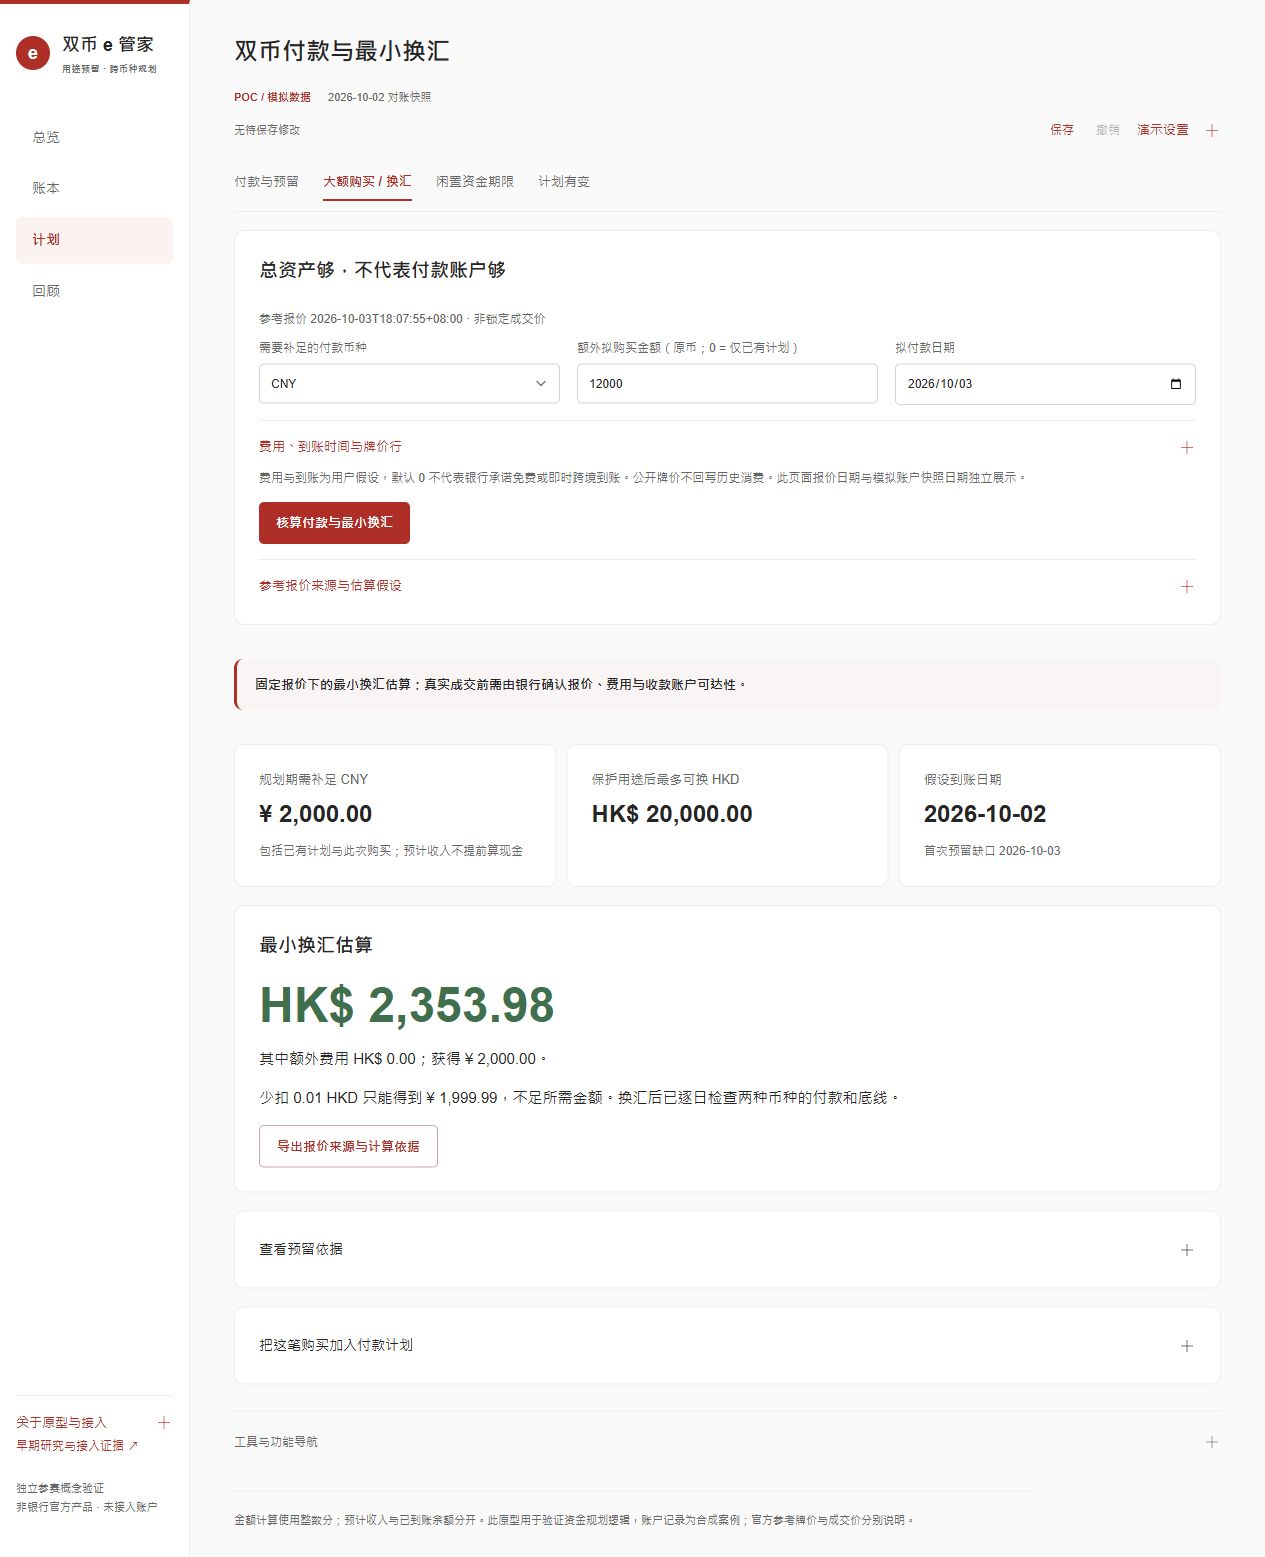 e
双币 e 管家
用途预留 · 跨币种规划
总览
账本
计划
回顾
关于原型与接入
早期研究与接入证据 ↗
独立参赛概念验证
非银行官方产品 · 未接入账户
双币付款与最小换汇
POC / 模拟数据 2026-10-02 对账快照
无待保存修改 保存 撤销 演示设置
付款与预留 大额购买 / 换汇 闲置资金期限 计划有变
总资产够，不代表付款账户够
参考报价 2026-10-03T18:07:55+08:00 · 非锁定成交价
需要补足的付款币种 额外拟购买金额（原币；0 = 仅已有计划） 拟付款日期
CNY 12000 2026/10/03
费用、到账时间与牌价行
费用与到账为用户假设，默认 0 不代表银行承诺免费或即时跨境到账。公开牌价不回写历史消费。此页面报价日期与模拟账户快照日期独立展示。
核算付款与最小换汇
参考报价来源与估算假设
固定报价下的最小换汇估算；真实成交前需由银行确认报价、费用与收款账户可达性。
规划期需补足 CNY 保护用途后最多可换 HKD 假设到账日期
¥ 2,000.00 HK$ 20,000.00 2026-10-02
包括已有计划与此次购买；预计收入不提前算现金 首次预留缺口 2026-10-03
最小换汇估算
HK$ 2,353.98
其中额外费用 HK$ 0.00；获得 ¥ 2,000.00。
少扣 0.01 HKD 只能得到 ¥ 1,999.99，不足所需金额。换汇后已逐日检查两种币种的付款和底线。
导出报价来源与计算依据
查看预留依据
把这笔购买加入付款计划
工具与功能导航
金额计算使用整数分；预计收入与已到账余额分开。此原型用于验证资金规划逻辑，账户记录为合成案例；官方参考牌价与成交价分别说明。